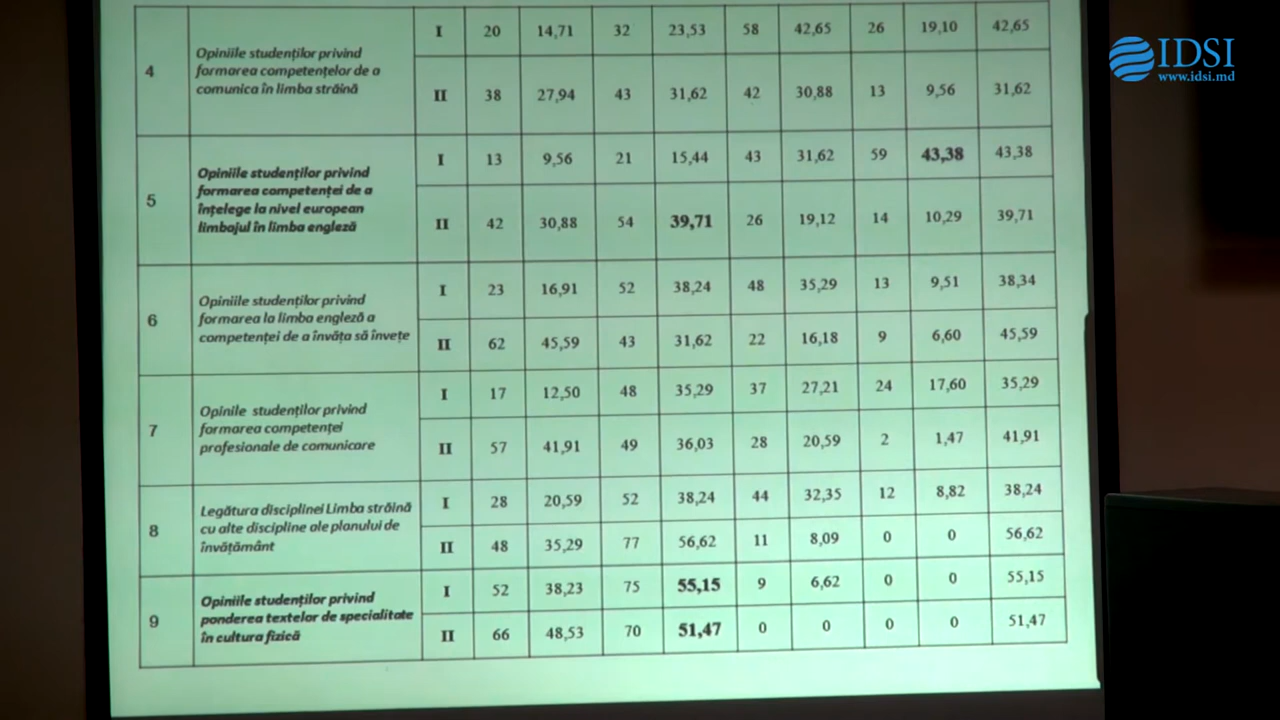 IDSI
www.idsi.md
4 Opiniile studenților privind formarea competențelor de a comunica în limba străină
I 20 14,71 32 23,53 58 42,65 26 19,10 42,65
II 38 27,94 43 31,62 42 30,88 13 9,56 31,62
5 Opiniile studenților privind formarea competenței de a înțelege la nivel european limbajul în limba engleză
I 13 9,56 21 15,44 43 31,62 59 43,38 43,38
II 42 30,88 54 39,71 26 19,12 14 10,29 39,71
6 Opiniile studenților privind formarea la limba engleză a competenței de a învăța să învețe
I 23 16,91 52 38,24 48 35,29 13 9,51 38,34
II 62 45,59 43 31,62 22 16,18 9 6,60 45,59
7 Opinile studenților privind formarea competenței profesionale de comunicare
I 17 12,50 48 35,29 37 27,21 24 17,60 35,29
II 57 41,91 49 36,03 28 20,59 2 1,47 41,91
8 Legătura disciplinei Limba străină cu alte discipline ale planului de învățământ
I 28 20,59 52 38,24 44 32,35 12 8,82 38,24
II 48 35,29 77 56,62 11 8,09 0 0 56,62
9 Opiniile studenților privind ponderea textelor de specialitate în cultura fizică
I 52 38,23 75 55,15 9 6,62 0 0 55,15
II 66 48,53 70 51,47 0 0 0 0 51,47